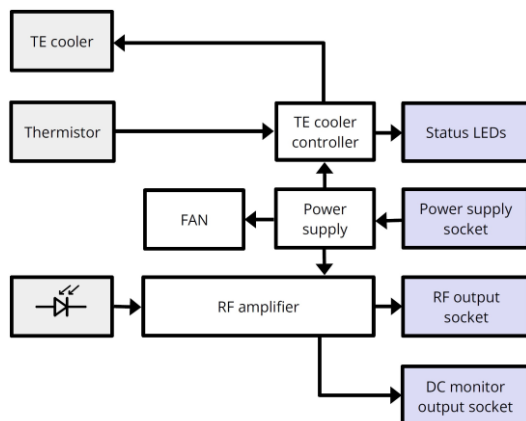 TE cooler
Thermistor
TE cooler
controller
Status LEDs
FAN
Power
supply
Power supply
socket
RF amplifier
RF output
socket
DC monitor
output socket